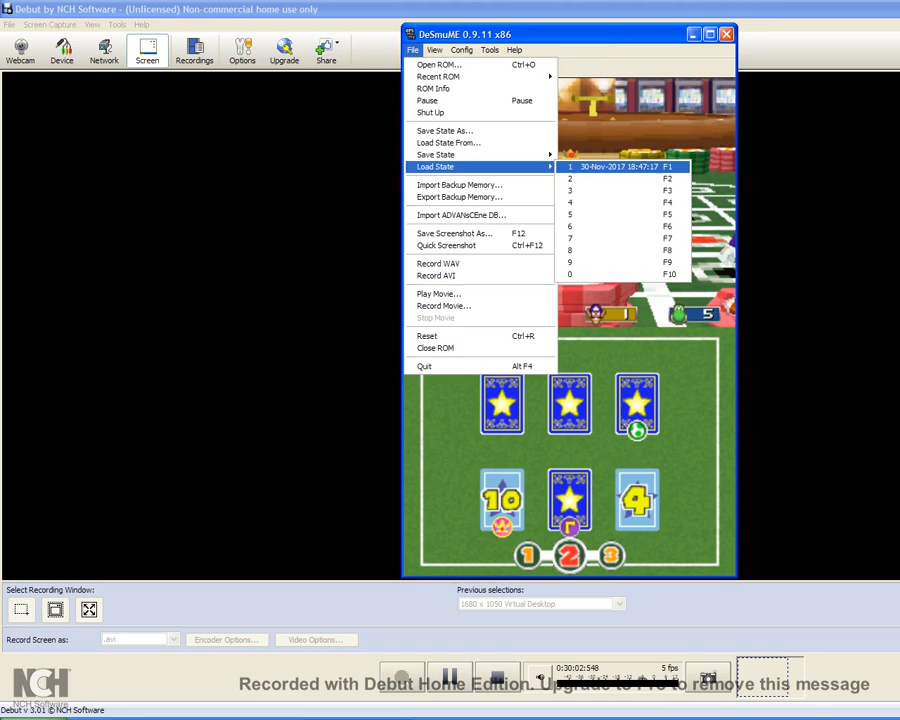 Debut by NCH Software - (Unlicensed) Non-commercial home use only
File Screen Capture View Tools Help
Webcam Device Network Screen Recordings Options Upgrade Share
DeSmuME 0.9.11 x86
File View Config Tools Help
Open ROM... Ctrl+O
Recent ROM
ROM Info
Pause Pause
Shut Up
Save State As...
Load State From...
Save State
Load State
1 30-Nov-2017 18:47:17 F1
2 F2
3 F3
4 F4
5 F5
6 F6
7 F7
8 F8
9 F9
0 F10
Import Backup Memory...
Export Backup Memory...
Import ADVANsCEne DB...
Save Screenshot As... F12
Quick Screenshot Ctrl+F12
Record WAV
Record AVI
Play Movie...
Record Movie...
Stop Movie
Reset Ctrl+R
Close ROM
Quit Alt F4
1 5
10 4
1 2 3
Select Recording Window:
Previous selections:
1680 x 1050 Virtual Desktop
Record Screen as: .avi Encoder Options... Video Options...
0:30:02:548 5 fps
Recorded with Debut Home Edition. Upgrade to Pro to remove this message
NCH
NCH Software
Debut v 3.01 © NCH Software